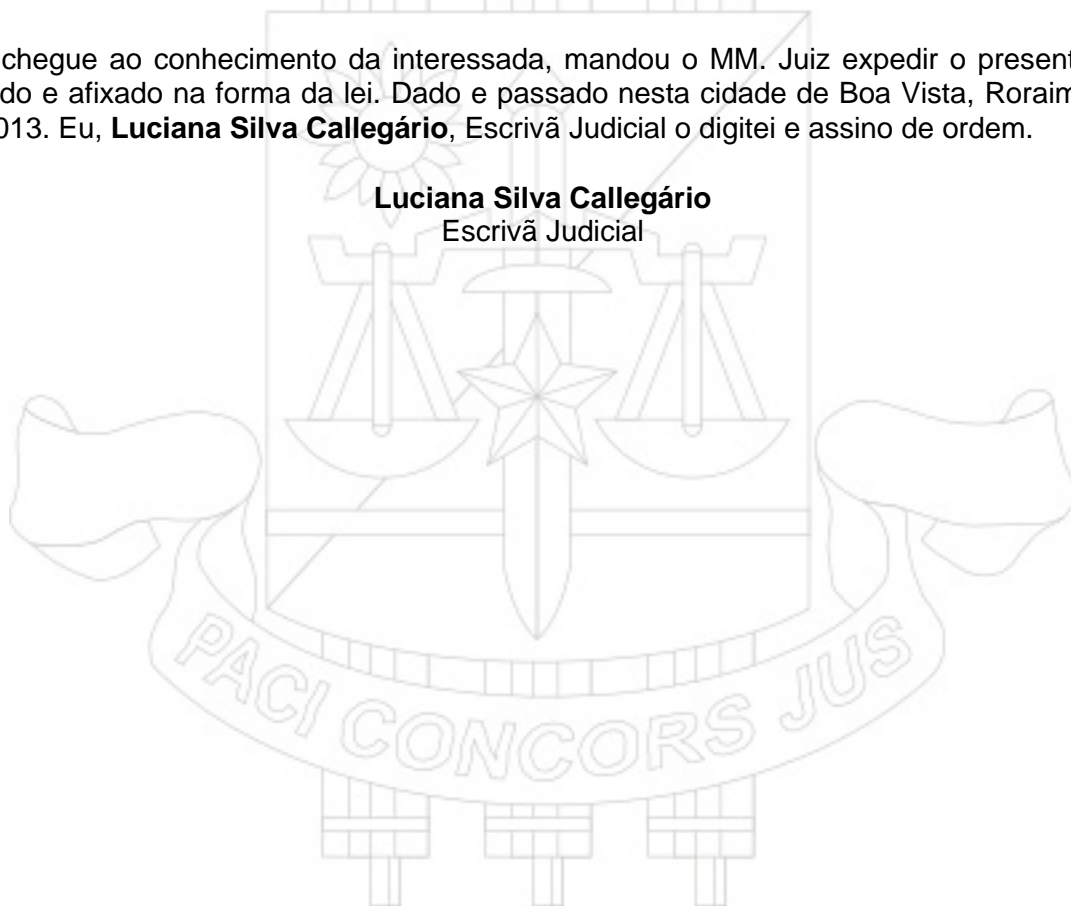 chegue ao conhecimento da interessada, mandou o MM. Juiz expedir o present
do e afixado na forma da lei. Dado e passado nesta cidade de Boa Vista, Roraim
013. Eu, Luciana Silva Callegário, Escrivã Judicial o digitei e assino de ordem.
Luciana Silva Callegário
Escrivã Judicial
PACI CONCORS JUS